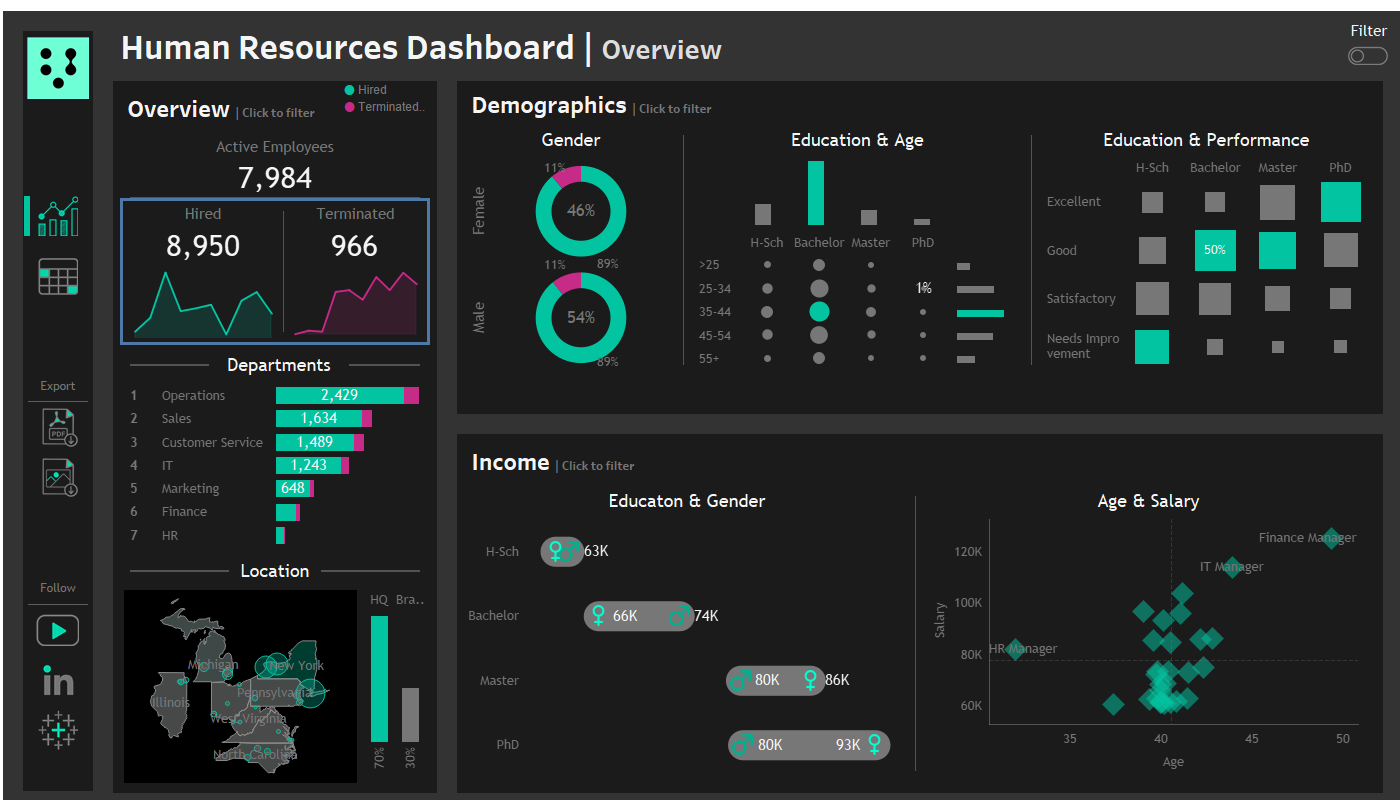 Human Resources Dashboard | Overview
Filter
Overview | Click to filter
Hired
Terminated..
Active Employees
7,984
Hired
Terminated
8,950
966
Departments
1 Operations 2,429
2 Sales 1,634
3 Customer Service 1,489
4 IT 1,243
5 Marketing 648
6 Finance
7 HR
Location
HQ Bra..
Michigan
New York
Pennsylvania
Illinois
West Virginia
North Carolina
70% 30%
Export
PDF
Follow
in
Demographics | Click to filter
Gender
Female
11%
46%
89%
Male
11%
54%
89%
Education & Age
H-Sch Bachelor Master PhD
>25
25-34 1%
35-44
45-54
55+
Education & Performance
H-Sch Bachelor Master PhD
Excellent
Good 50%
Satisfactory
Needs Impro
vement
Income | Click to filter
Educaton & Gender
H-Sch 63K
Bachelor 66K 74K
Master 80K 86K
PhD 80K 93K
Age & Salary
Salary
120K
100K
80K
60K
Finance Manager
IT Manager
HR Manager
35 40 45 50
Age